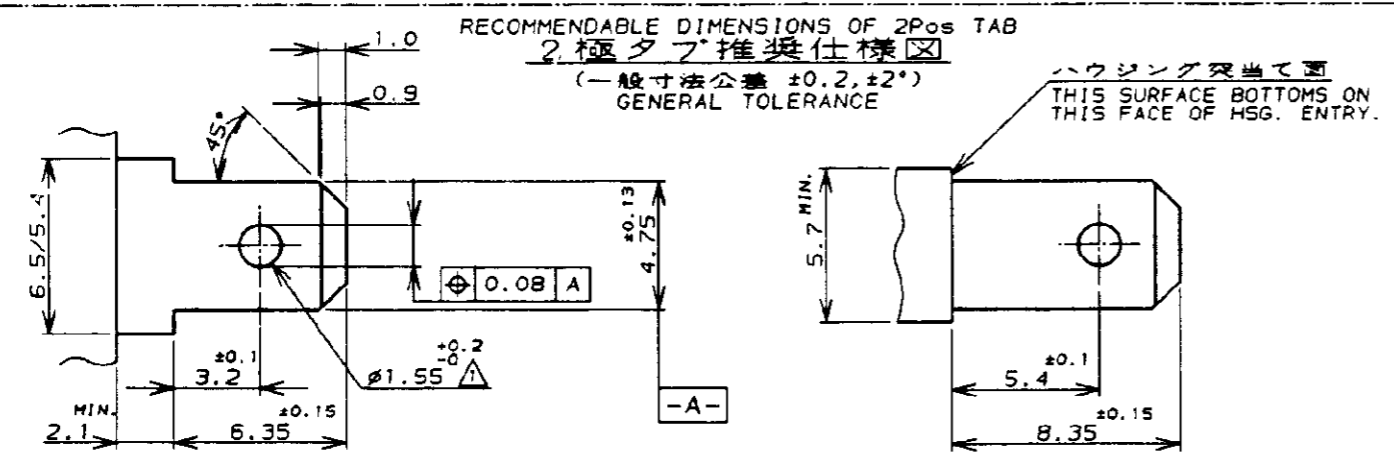 RECOMMENDABLE DIMENSIONS OF 2Pos TAB
2極タブ推奨仕様図
(一般寸法公差 ±0.2,±2°)
GENERAL TOLERANCE
1.0
0.9
45°
ハウジング突当て面
THIS SURFACE BOTTOMS ON
THIS FACE OF HSG. ENTRY.
6.5/5.4
⌖ 0.08 A
4.75 ±0.13
5.7 MIN.
ø1.55 +0.2 -0 1
3.2 ±0.1
-A-
5.4 ±0.1
2.1 MIN.
6.35 ±0.15
8.35 ±0.15